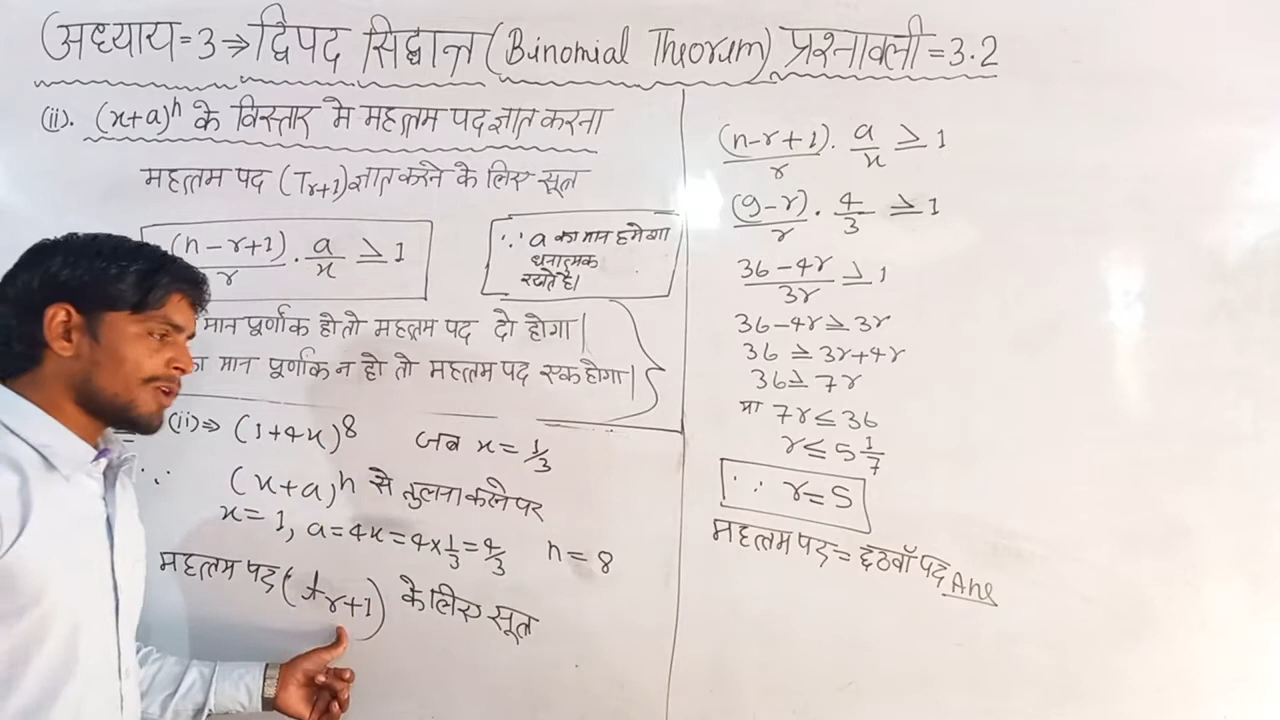 अध्याय=3⇒द्विपद सिद्धान्त (Binomial Theorum) प्रश्नावली=3.2
(ii). (x+a)ⁿ के विस्तार मे महत्तम पद ज्ञात करना
महत्तम पद (Tᵣ₊₁) ज्ञात करने के लिए सूत्र
(n-r+1)/r . a/x ≥ 1
∵ a का मान हमेशा
धनात्मक
रखते है।
मान पूर्णांक हो तो महत्तम पद दो होगा।
का मान पूर्णांक न हो तो महत्तम पद एक होगा।
(ii)⇒ (1+4x)⁸ जब x=1/3
∵ (x+a)ⁿ से तुलना करने पर
x=1, a=4x=4×1/3=4/3 n=8
महत्तम पद (tᵣ₊₁) के लिए सूत्र
(n-r+1)/r . a/x ≥ 1
(9-r)/r . 4/3 ≥ 1
36-4r/3r ≥ 1
36-4r≥3r
36 ≥ 3r+4r
36≥7r
या 7r≤36
r≤5 1/7
∵ r=5
महत्तम पद = छठवाँ पद Ans